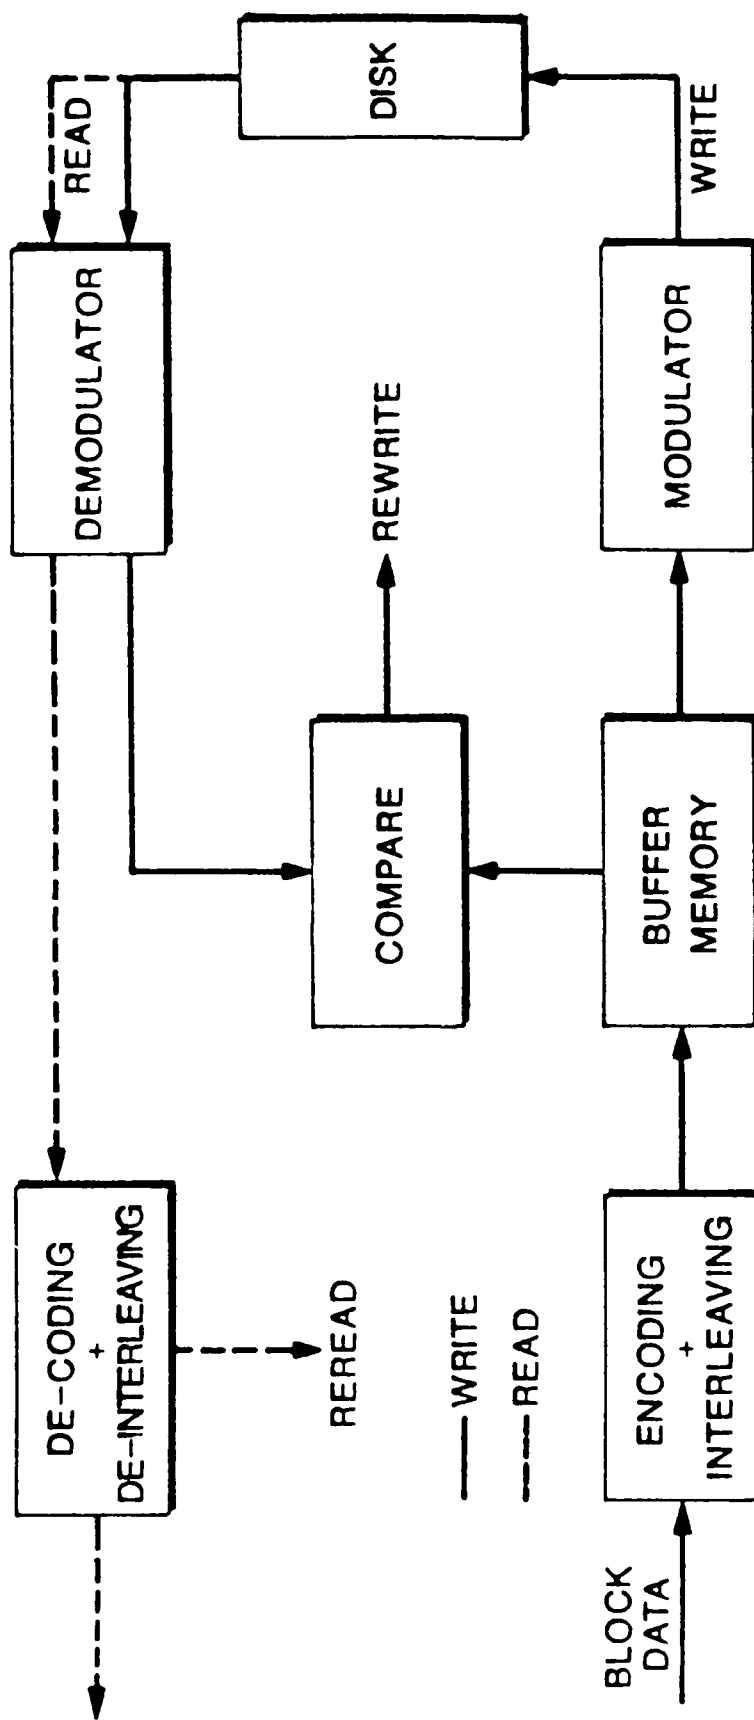 DE-CODING
+
DE-INTERLEAVING
DEMODULATOR
READ
DISK
REREAD
COMPARE
REWRITE
WRITE
READ
BLOCK
DATA
ENCODING
+
INTERLEAVING
BUFFER
MEMORY
MODULATOR
WRITE